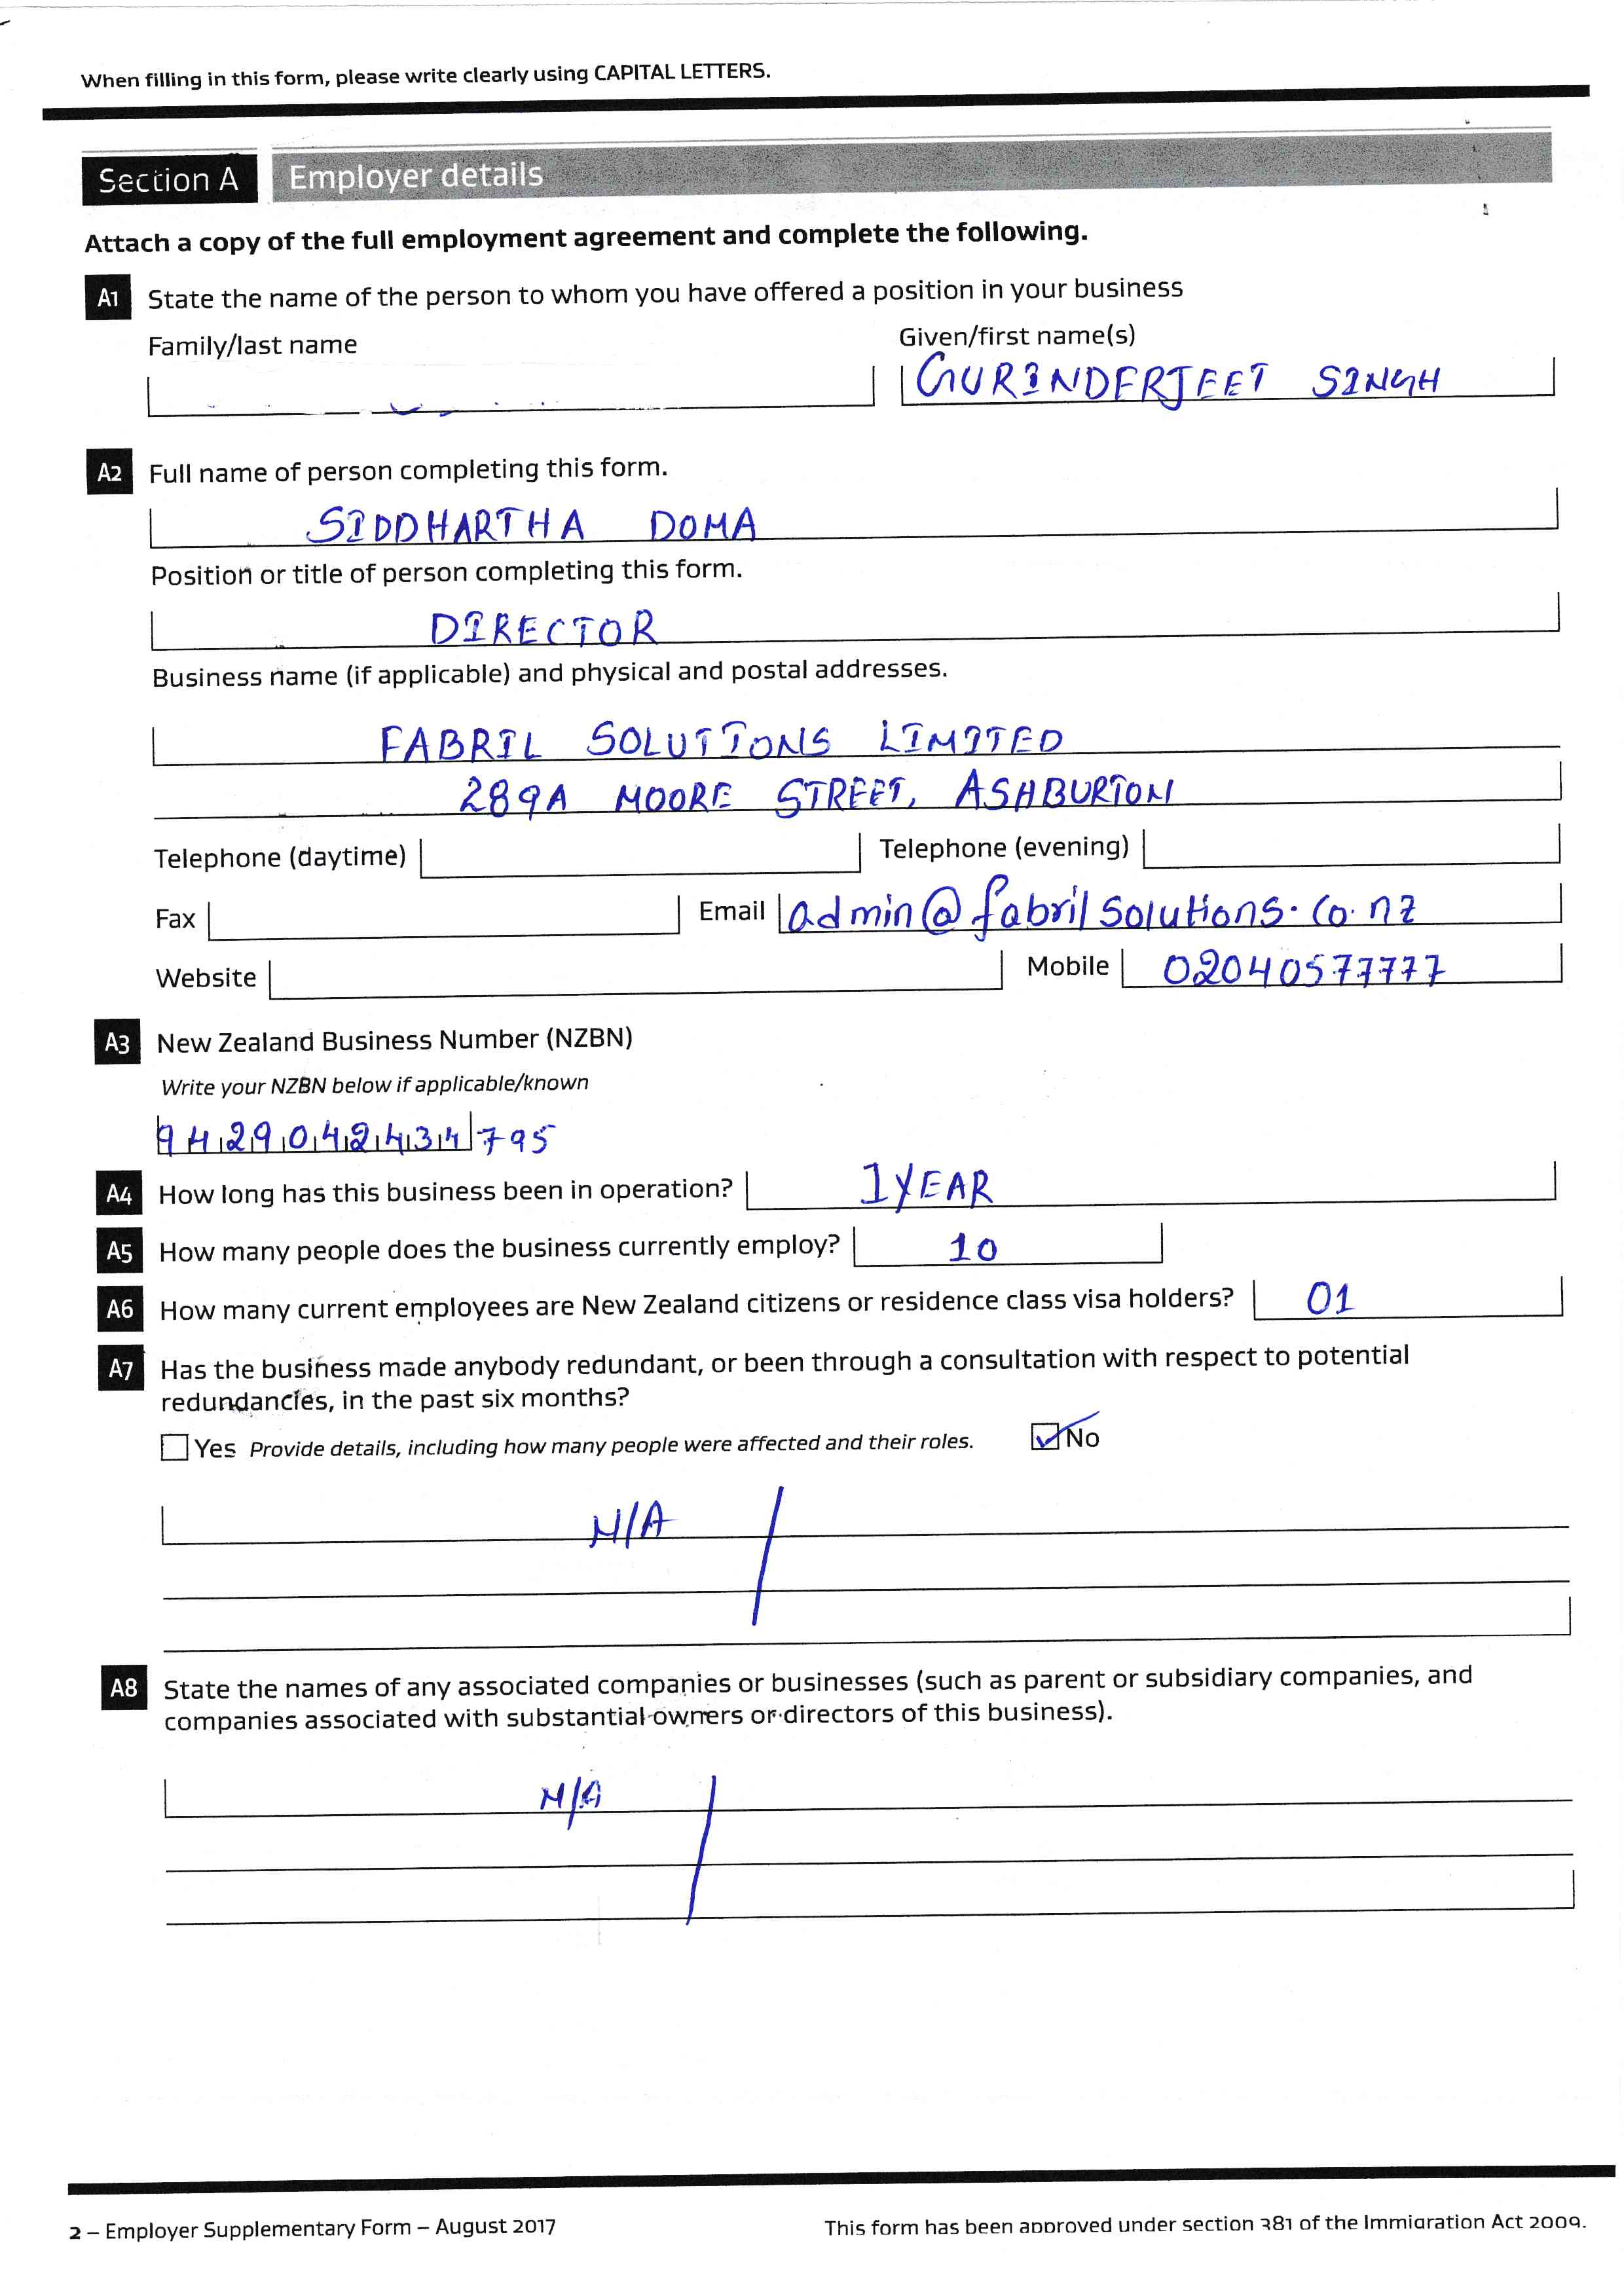 When filling in this form, please write clearly using CAPITAL LETTERS.
Section A Employer details
Attach a copy of the full employment agreement and complete the following.
A1 State the name of the person to whom you have offered a position in your business
Family/last name Given/first name(s)
GURINDERJEET SINGH
A2 Full name of person completing this form.
SIDDHARTHA DOMA
Position or title of person completing this form.
DIRECTOR
Business name (if applicable) and physical and postal addresses.
FABRIL SOLUTIONS LIMITED
289A MOORE STREET, ASHBURTON
Telephone (daytime) Telephone (evening)
Fax Email admin@fabrilsolutions.co.nz
Website Mobile 02040577777
A3 New Zealand Business Number (NZBN)
Write your NZBN below if applicable/known
9429042434795
A4 How long has this business been in operation? 1 YEAR
A5 How many people does the business currently employ? 10
A6 How many current employees are New Zealand citizens or residence class visa holders? 01
A7 Has the business made anybody redundant, or been through a consultation with respect to potential
redundancies, in the past six months?
Yes Provide details, including how many people were affected and their roles. No
N/A
A8 State the names of any associated companies or businesses (such as parent or subsidiary companies, and
companies associated with substantial owners or directors of this business).
N/A
2 – Employer Supplementary Form – August 2017 This form has been approved under section 381 of the Immigration Act 2009.